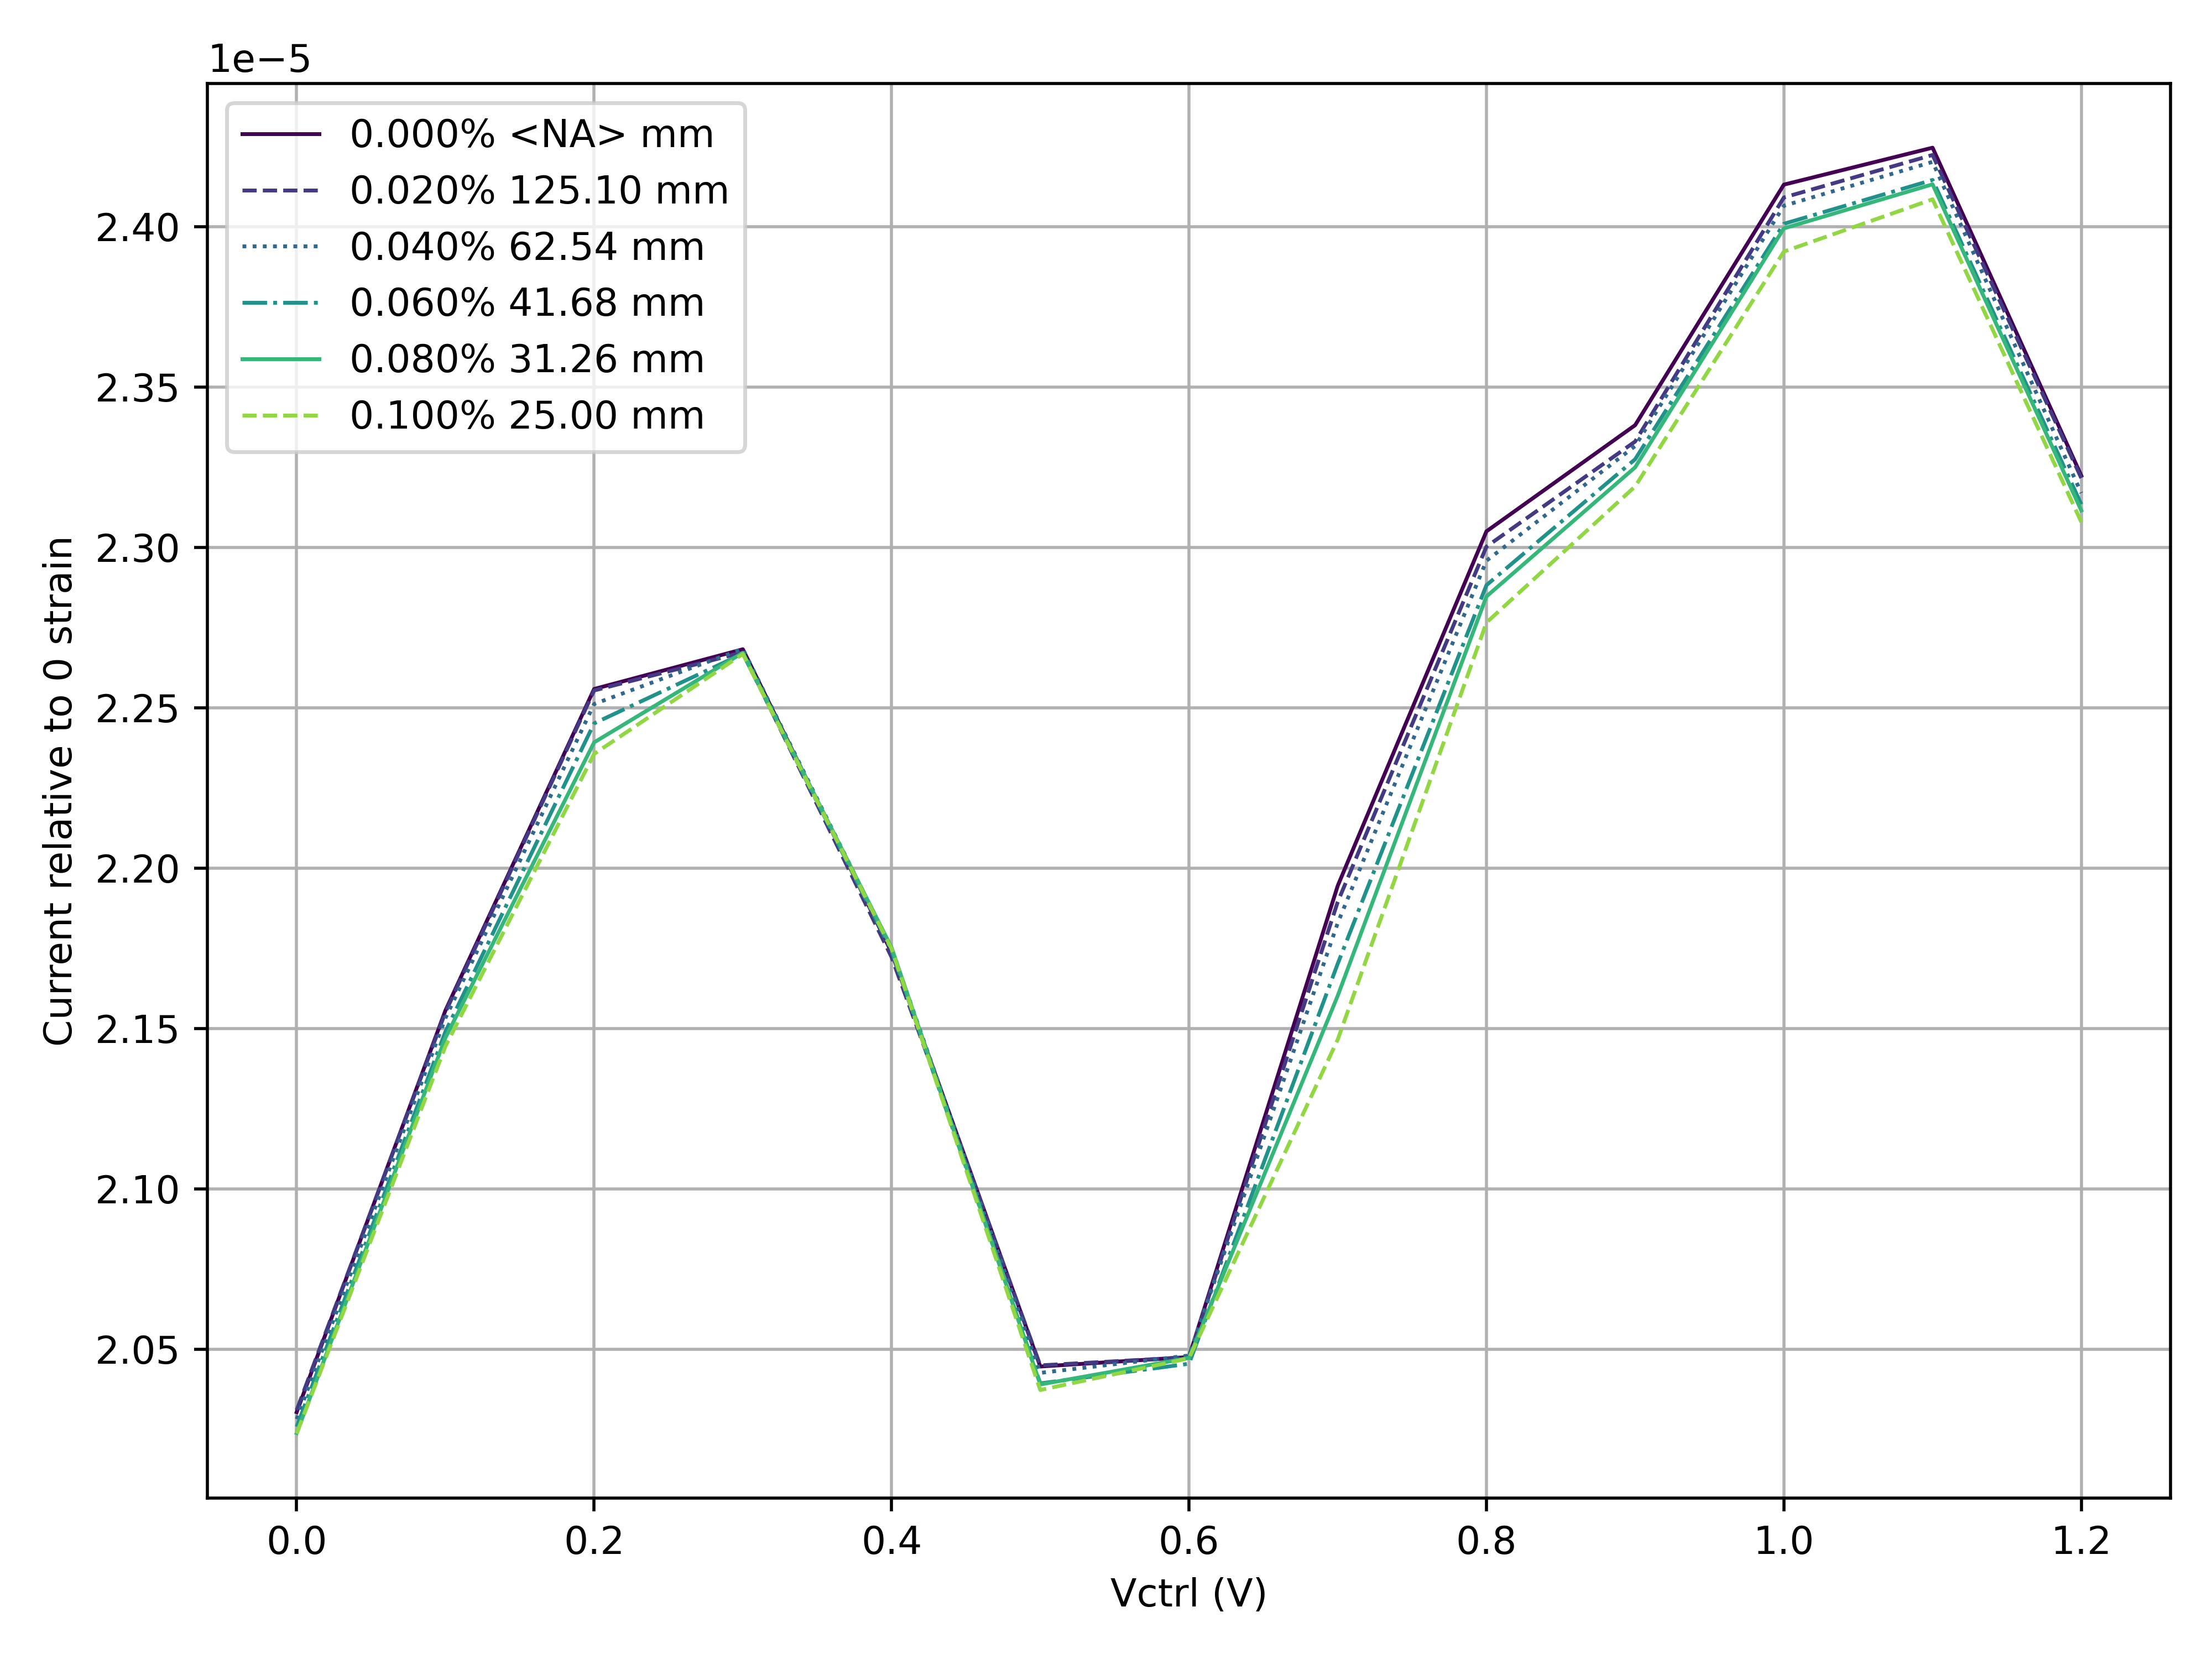 1e−5
0.000% <NA> mm
0.020% 125.10 mm
0.040% 62.54 mm
0.060% 41.68 mm
0.080% 31.26 mm
0.100% 25.00 mm
2.40
2.35
2.30
2.25
2.20
2.15
2.10
2.05
Current relative to 0 strain
0.0 0.2 0.4 0.6 0.8 1.0 1.2
Vctrl (V)